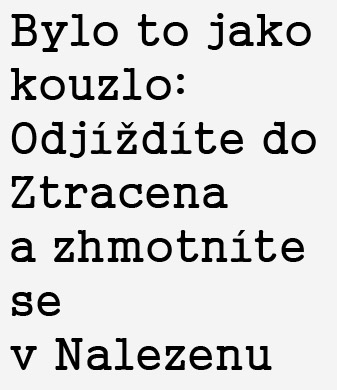 Bylo to jako
kouzlo:
Odjíždíte do
Ztracena
a zhmotníte
se
v Nalezenu